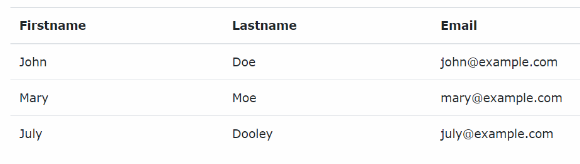 Firstname Lastname Email
John Doe john@example.com
Mary Moe mary@example.com
July Dooley july@example.com